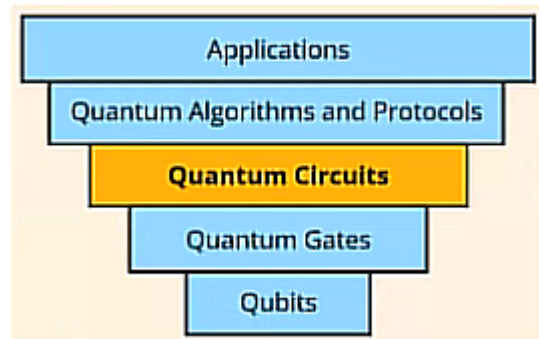 Applications
Quantum Algorithms and Protocols
Quantum Circuits
Quantum Gates
Qubits